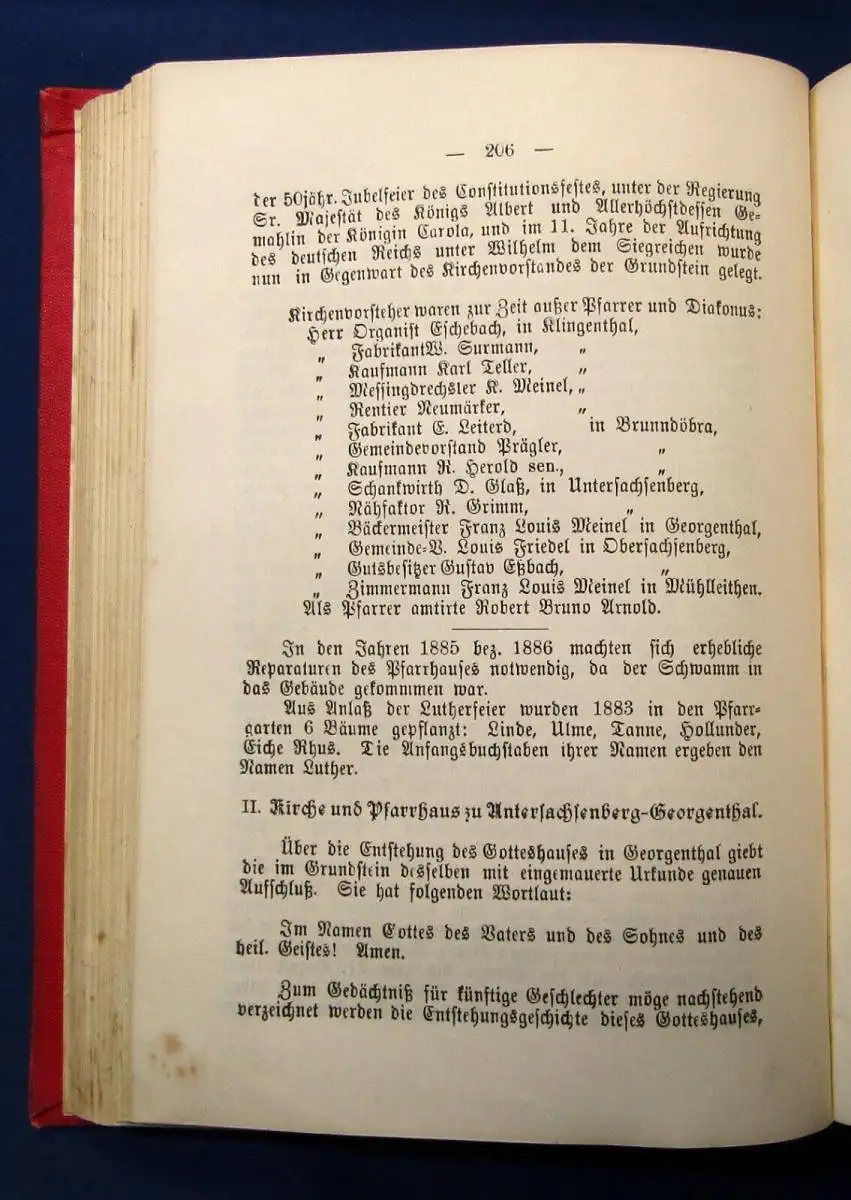 — 206 —
der 50jähr. Jubelfeier des Constitutionsfestes, unter der Regierung
Sr. Majestät des Königs Albert und Allerhöchstdessen Ge-
mahlin der Königin Carola, und im 11. Jahre der Aufrichtung
des deutschen Reichs unter Wilhelm dem Siegreichen wurde
nun in Gegenwart des Kirchenvorstandes der Grundstein gelegt.
Kirchenvorsteher waren zur Zeit außer Pfarrer und Diakonus:
Herr Organist Eschebach, in Klingenthal,
„ Fabrikant W. Surmann, „
„ Kaufmann Karl Teller, „
„ Messingdrechsler K. Meinel, „
„ Rentier Neumärker, „
„ Fabrikant E. Leiterd, in Brunndöbra,
„ Gemeindevorstand Prägler, „
„ Kaufmann R. Herold sen., „
„ Schankwirth D. Glaß, in Untersachsenberg,
„ Nähfaktor R. Grimm, „
„ Bäckermeister Franz Louis Meinel in Georgenthal,
„ Gemeinde-V. Louis Friedel in Obersachsenberg,
„ Gutsbesitzer Gustav Eßbach, „
„ Zimmermann Franz Louis Meinel in Mühlleithen.
Als Pfarrer amtirte Robert Bruno Arnold.
In den Jahren 1885 bez. 1886 machten sich erhebliche
Reparaturen des Pfarrhauses notwendig, da der Schwamm in
das Gebäude gekommmen war.
Aus Anlaß der Lutherfeier wurden 1883 in den Pfarr-
garten 6 Bäume gepflanzt: Linde, Ulme, Tanne, Hollunder,
Eiche Rhus. Die Anfangsbuchstaben ihrer Namen ergeben den
Namen Luther.
II. Kirche und Pfarrhaus zu Untersachsenberg-Georgenthal.
Über die Entstehung des Gotteshauses in Georgenthal giebt
die im Grundstein desselben mit eingemauerte Urkunde genauen
Aufschluß. Sie hat folgenden Wortlaut:
Im Namen Gottes des Vaters und des Sohnes und des
heil. Geistes! Amen.
Zum Gedächtniß für künftige Geschlechter möge nachstehend
verzeichnet werden die Entstehungsgeschichte dieses Gotteshauses,